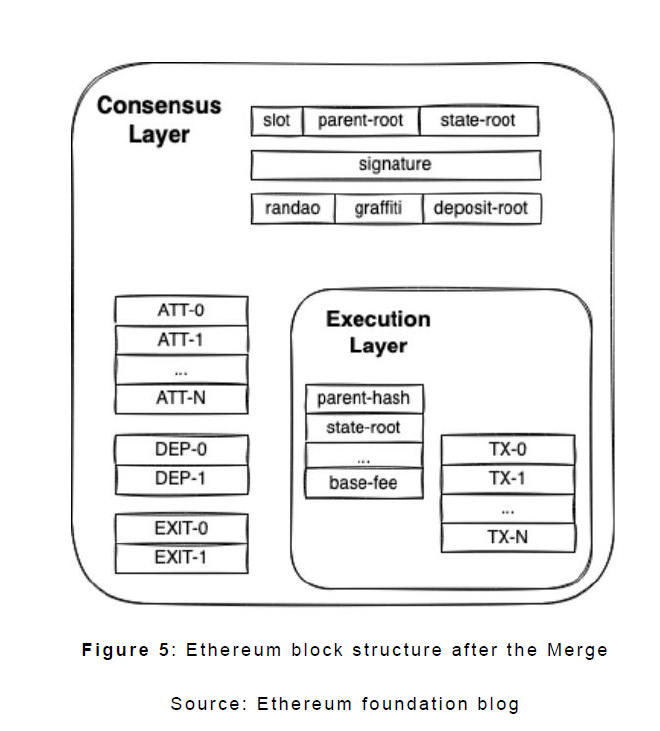 Consensus
Layer
slot parent-root state-root
signature
randao graffiti deposit-root
ATT-0
ATT-1
...
ATT-N
DEP-0
DEP-1
EXIT-0
EXIT-1
Execution
Layer
parent-hash
state-root
...
base-fee
TX-0
TX-1
...
TX-N
Figure 5: Ethereum block structure after the Merge
Source: Ethereum foundation blog